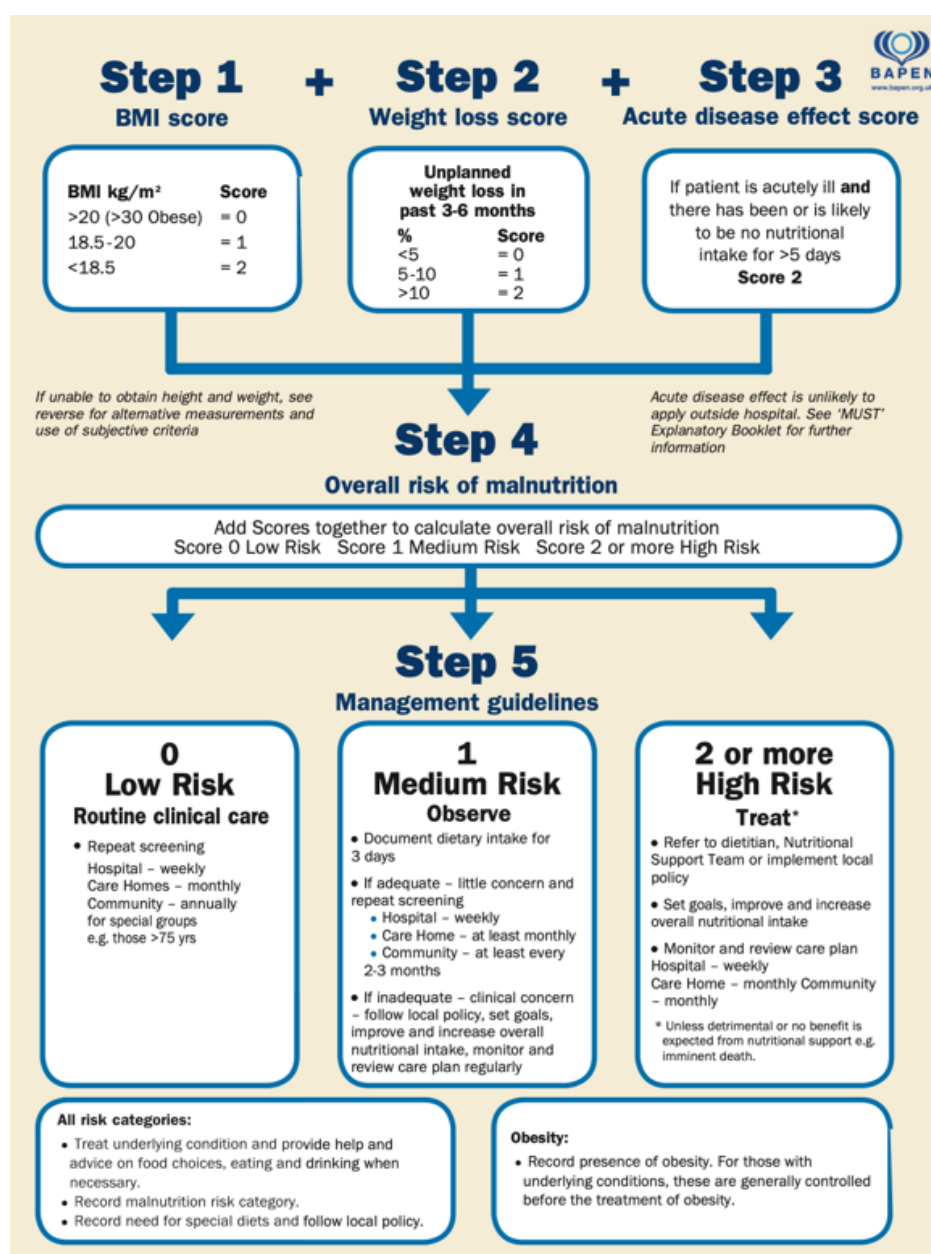 BAPEN
www.bapen.org.uk
Step 1 + Step 2 + Step 3
BMI score
Weight loss score
Acute disease effect score
BMI kg/m² Score
>20 (>30 Obese) = 0
18.5-20 = 1
<18.5 = 2
Unplanned
weight loss in
past 3-6 months
% Score
<5 = 0
5-10 = 1
>10 = 2
If patient is acutely ill and
there has been or is likely
to be no nutritional
intake for >5 days
Score 2
If unable to obtain height and weight, see
reverse for alternative measurements and
use of subjective criteria
Acute disease effect is unlikely to
apply outside hospital. See ‘MUST’
Explanatory Booklet for further
information
Step 4
Overall risk of malnutrition
Add Scores together to calculate overall risk of malnutrition
Score 0 Low Risk Score 1 Medium Risk Score 2 or more High Risk
Step 5
Management guidelines
0
Low Risk
Routine clinical care
• Repeat screening
Hospital – weekly
Care Homes – monthly
Community – annually
for special groups
e.g. those >75 yrs
1
Medium Risk
Observe
• Document dietary intake for
3 days
• If adequate – little concern and
repeat screening
• Hospital – weekly
• Care Home – at least monthly
• Community – at least every
2-3 months
• If inadequate – clinical concern
– follow local policy, set goals,
improve and increase overall
nutritional intake, monitor and
review care plan regularly
2 or more
High Risk
Treat*
• Refer to dietitian, Nutritional
Support Team or implement local
policy
• Set goals, improve and increase
overall nutritional intake
• Monitor and review care plan
Hospital – weekly
Care Home – monthly Community
– monthly
* Unless detrimental or no benefit is
expected from nutritional support e.g.
imminent death.
All risk categories:
• Treat underlying condition and provide help and
advice on food choices, eating and drinking when
necessary.
• Record malnutrition risk category.
• Record need for special diets and follow local policy.
Obesity:
• Record presence of obesity. For those with
underlying conditions, these are generally controlled
before the treatment of obesity.